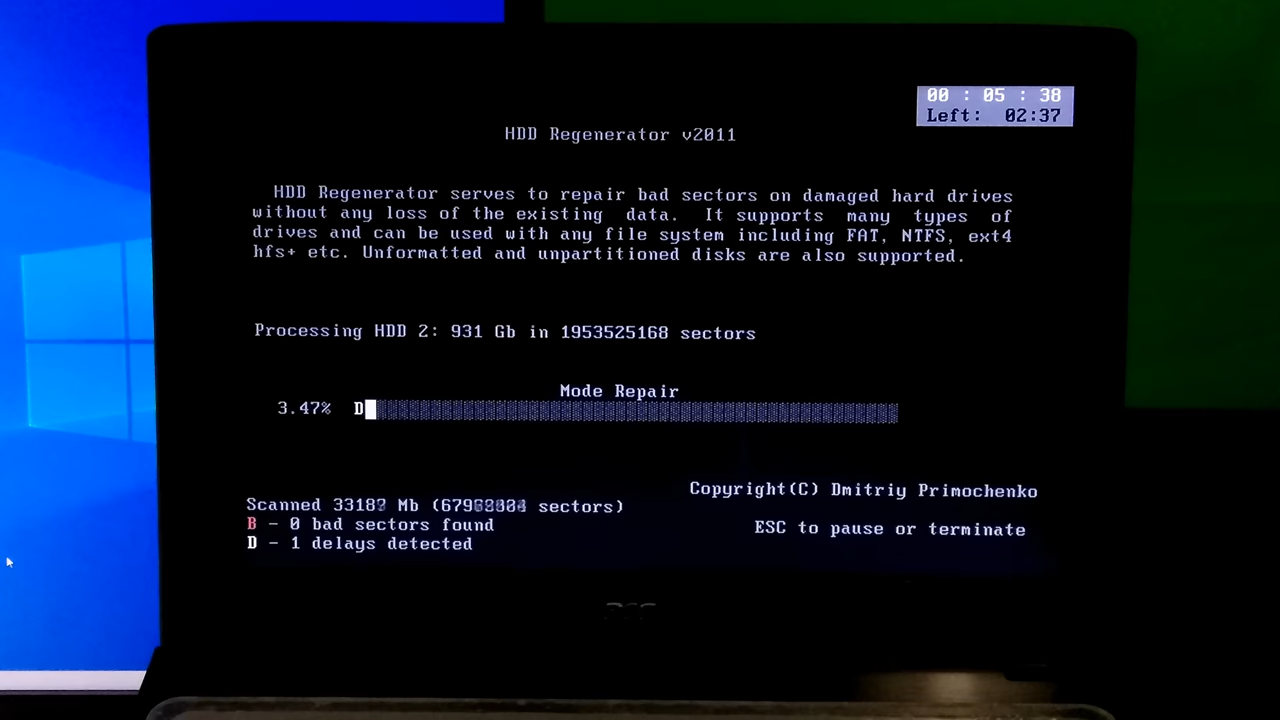 00 : 05 : 38
Left: 02:37
HDD Regenerator v2011
HDD Regenerator serves to repair bad sectors on damaged hard drives
without any loss of the existing data. It supports many types of
drives and can be used with any file system including FAT, NTFS, ext4
hfs+ etc. Unformatted and unpartitioned disks are also supported.
Processing HDD 2: 931 Gb in 1953525168 sectors
Mode Repair
3.47% D
Scanned Mb ( sectors)
B - 0 bad sectors found
D - 1 delays detected
Copyright(C) Dmitriy Primochenko
ESC to pause or terminate